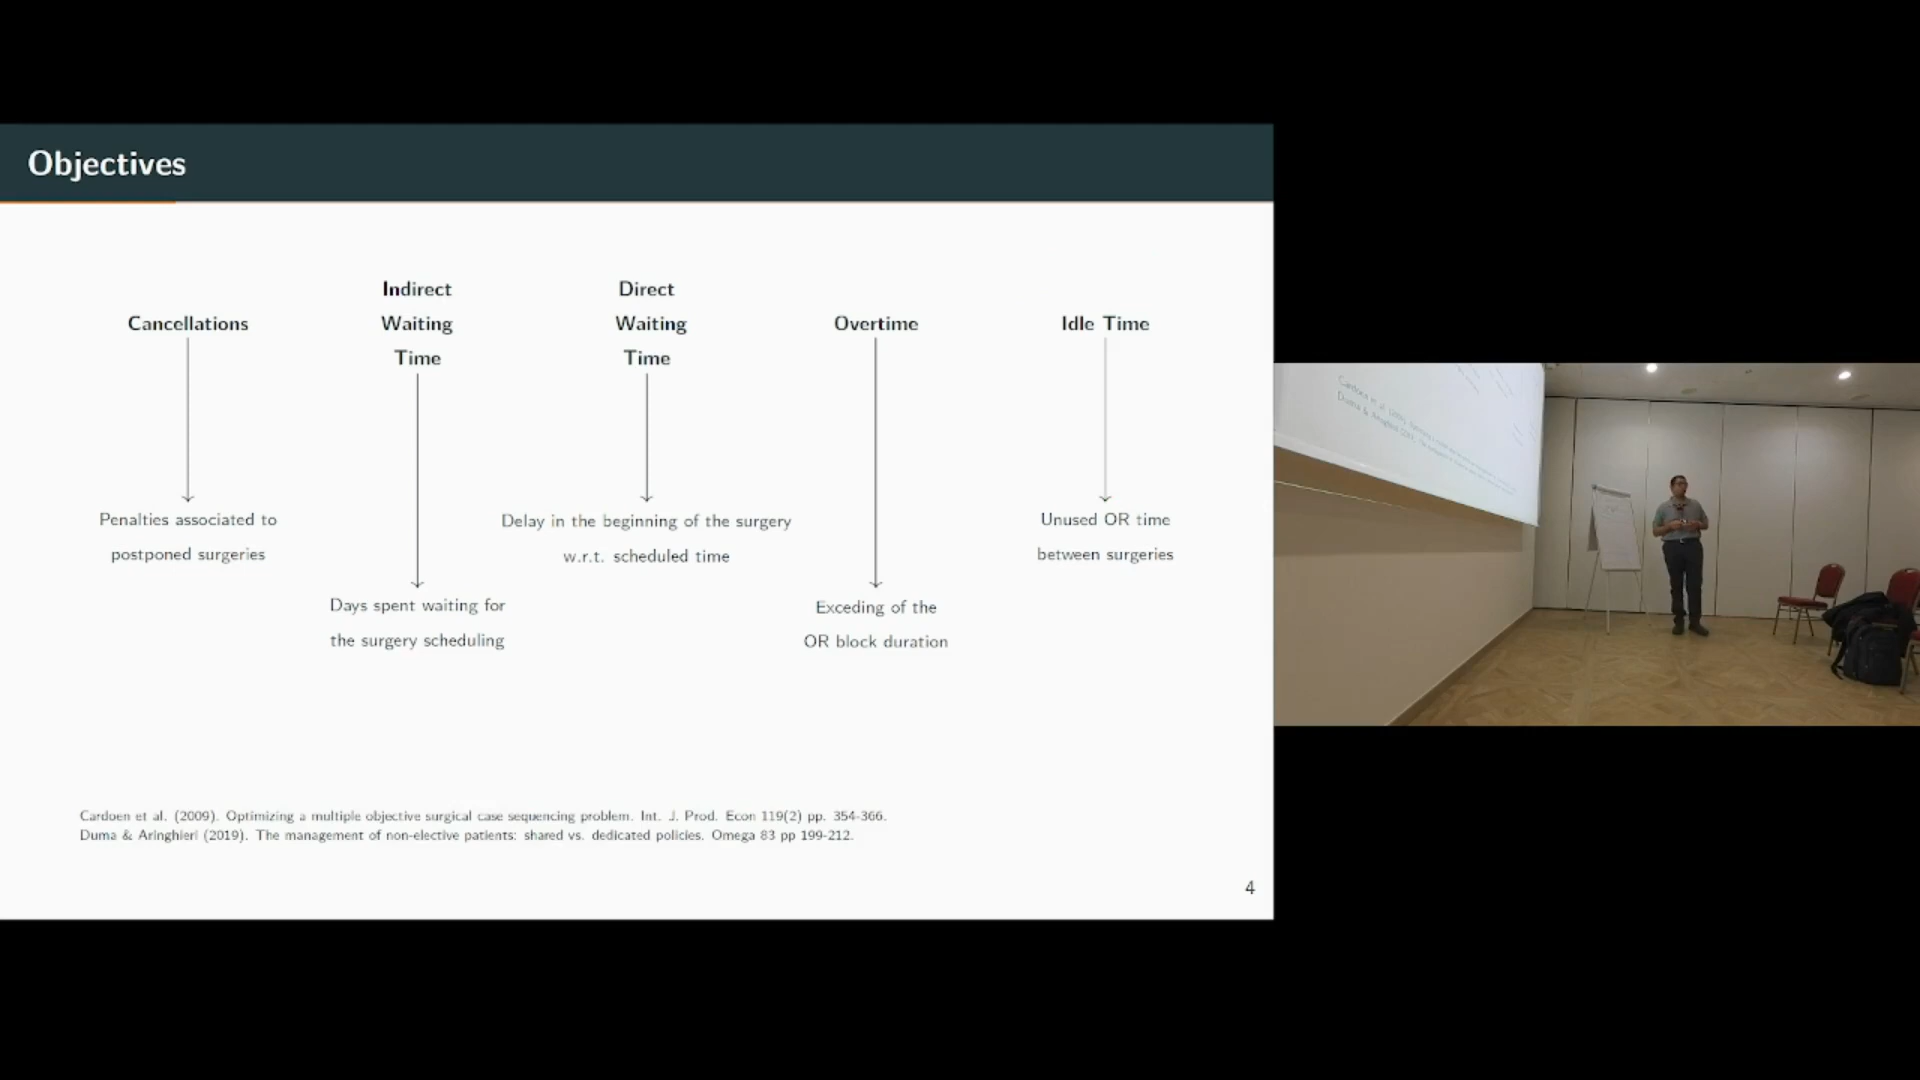 Objectives
Cancellations
Penalties associated to
postponed surgeries
Indirect
Waiting
Time
Days spent waiting for
the surgery scheduling
Direct
Waiting
Time
Delay in the beginning of the surgery
w.r.t. scheduled time
Overtime
Exceding of the
OR block duration
Idle Time
Unused OR time
between surgeries
Cardoen et al. (2009). Optimizing a multiple objective surgical case sequencing problem. Int. J. Prod. Econ 119(2) pp. 354-366.
Duma & Aringhieri (2019). The management of non-elective patients: shared vs. dedicated policies. Omega 83 pp 199-212.
4